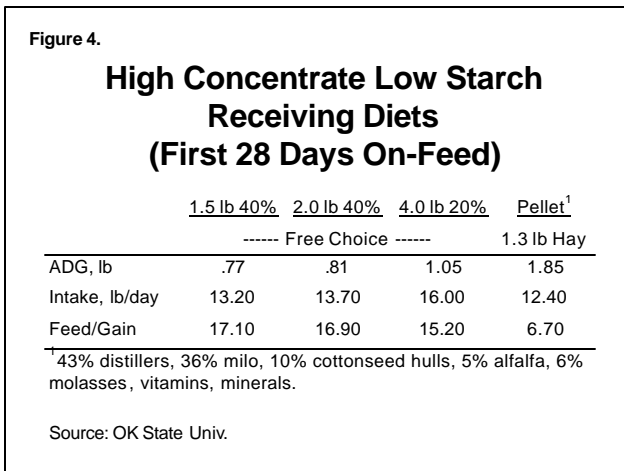 Figure 4.
High Concentrate Low Starch
Receiving Diets
(First 28 Days On-Feed)
1.5 lb 40% 2.0 lb 40% 4.0 lb 20% Pellet1
------ Free Choice ------ 1.3 lb Hay
ADG, lb .77 .81 1.05 1.85
Intake, lb/day 13.20 13.70 16.00 12.40
Feed/Gain 17.10 16.90 15.20 6.70
143% distillers, 36% milo, 10% cottonseed hulls, 5% alfalfa, 6%
molasses, vitamins, minerals.
Source: OK State Univ.